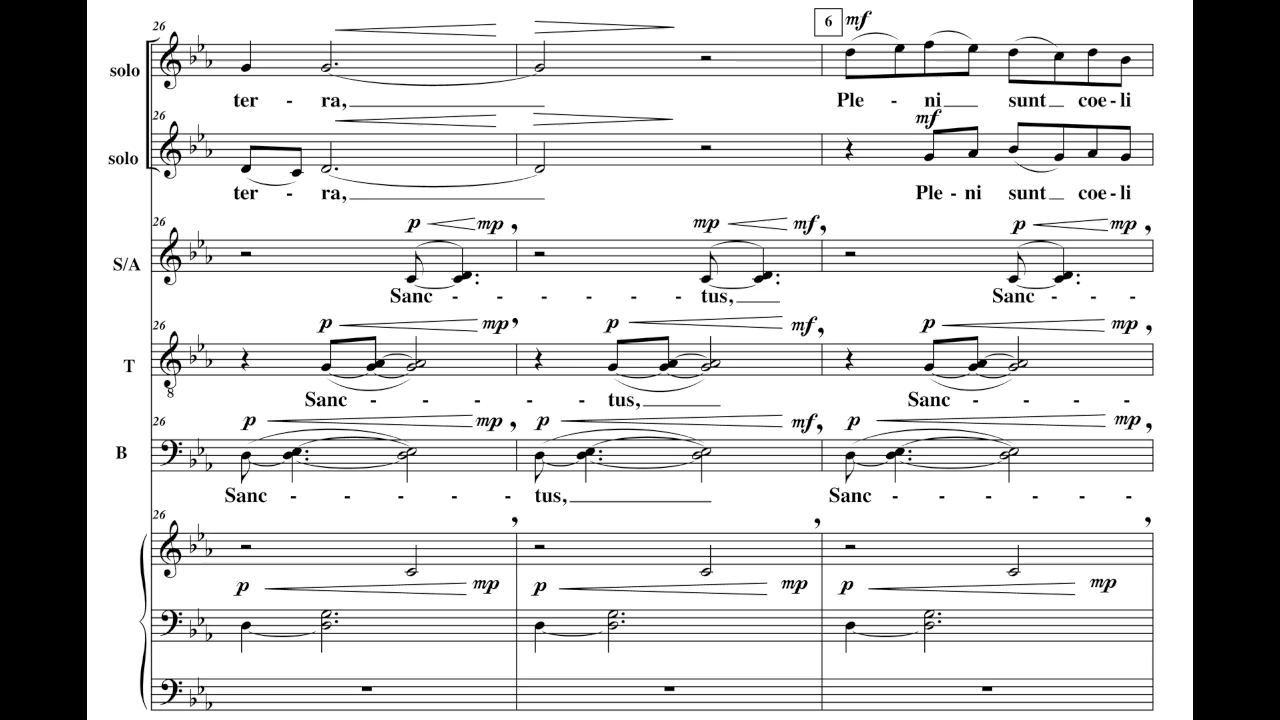 26 6 mf
solo
ter - ra,
26 mf
solo
ter - ra,
Ple - ni sunt coe - li
Ple - ni sunt coe - li
26 p mp , mp mf , p mp ,
S/A
Sanc - - - - tus, Sanc - -
26 p mp , p mf , p mp ,
T
8
Sanc - - - - tus, Sanc - - -
26 p mp , p mf , p mp ,
B
Sanc - - - - - tus, Sanc - - - - -
26 , , ,
p mp p mp p mp